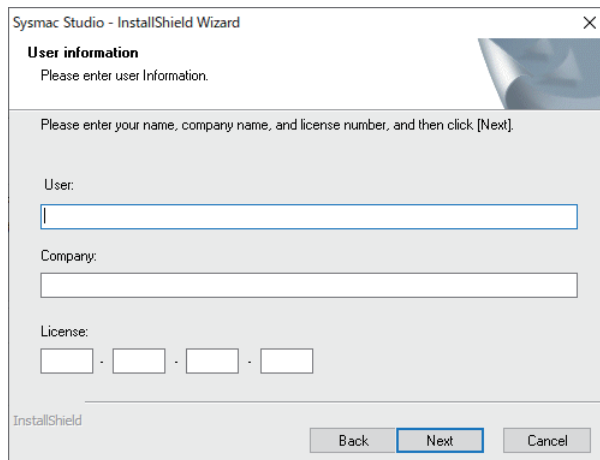 Sysmac Studio - InstallShield Wizard
User information
Please enter user Information.
Please enter your name, company name, and license number, and then click [Next].
User:
Company:
License:
- - -
InstallShield
Back Next Cancel